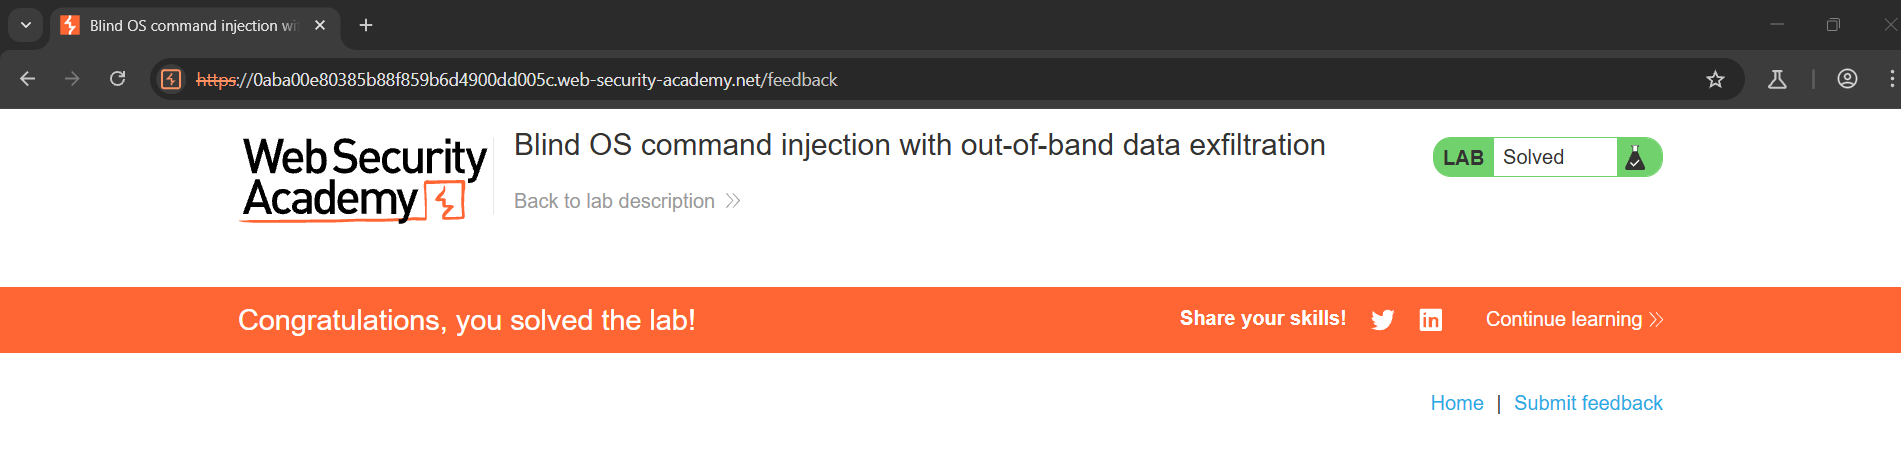 Blind OS command injection wit
https://0aba00e80385b88f859b6d4900dd005c.web-security-academy.net/feedback
Web Security
Academy
Blind OS command injection with out-of-band data exfiltration
Back to lab description
LAB Solved
Congratulations, you solved the lab!
Share your skills!
Continue learning
Home | Submit feedback